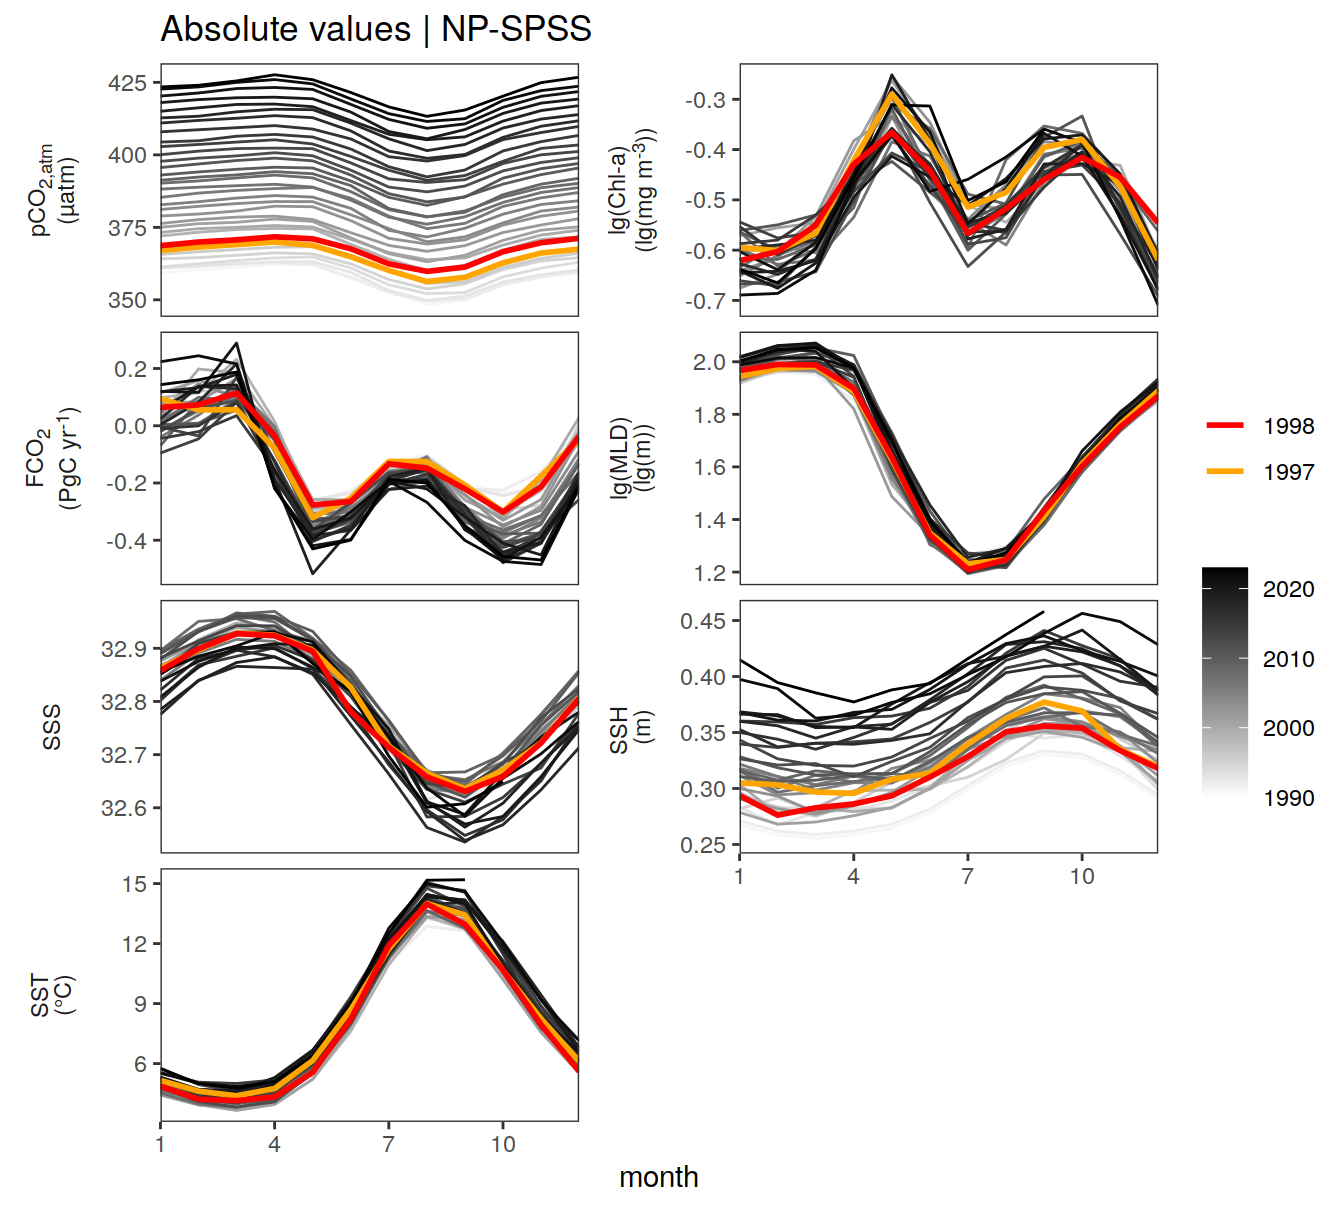 Absolute values | NP-SPSS
pCO2,atm
(µatm)
425
400
375
350
lg(Chl-a)
(lg(mg m-3))
-0.3
-0.4
-0.5
-0.6
-0.7
FCO2
(PgC yr-1)
0.2
0.0
-0.2
-0.4
lg(MLD)
(lg(m))
2.0
1.8
1.6
1.4
1.2
SSS
32.9
32.8
32.7
32.6
SSH
(m)
0.45
0.40
0.35
0.30
0.25
1 4 7 10
SST
(°C)
15
12
9
6
1 4 7 10
month
1998
1997
2020
2010
2000
1990